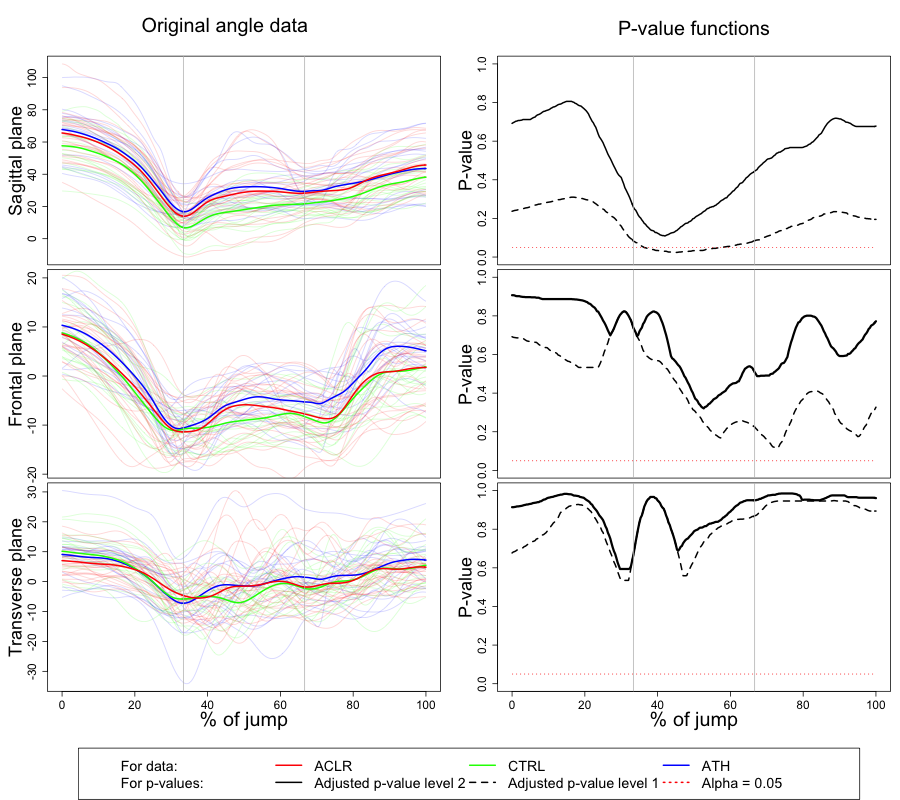 Original angle data
P-value functions
Sagittal plane
0 20 40 60 80 100
P-value
0.0 0.2 0.4 0.6 0.8 1.0
Frontal plane
-20 -10 0 10 20
P-value
0.0 0.2 0.4 0.6 0.8 1.0
Transverse plane
-30 -20 -10 0 10 20 30
P-value
0.0 0.2 0.4 0.6 0.8 1.0
0 20 40 60 80 100
0 20 40 60 80 100
% of jump
% of jump
For data: ACLR CTRL ATH
For p-values: Adjusted p-value level 2 Adjusted p-value level 1 Alpha = 0.05